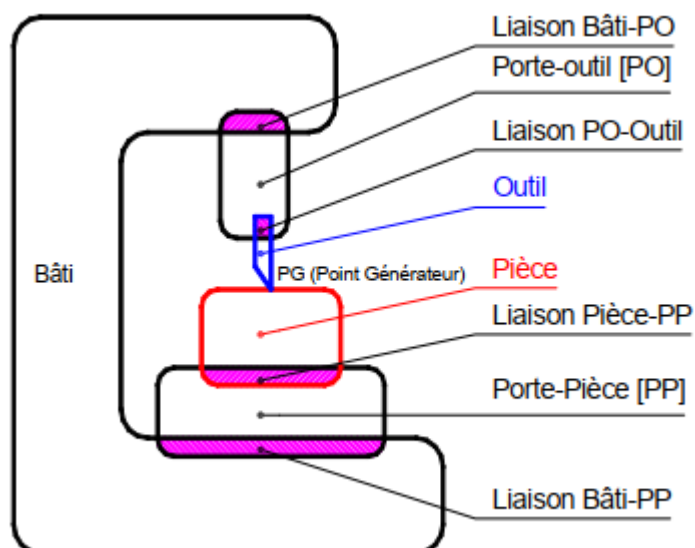 Liaison Bâti-PO
Porte-outil [PO]
Liaison PO-Outil
Outil
Bâti
PG (Point Générateur)
Pièce
Liaison Pièce-PP
Porte-Pièce [PP]
Liaison Bâti-PP